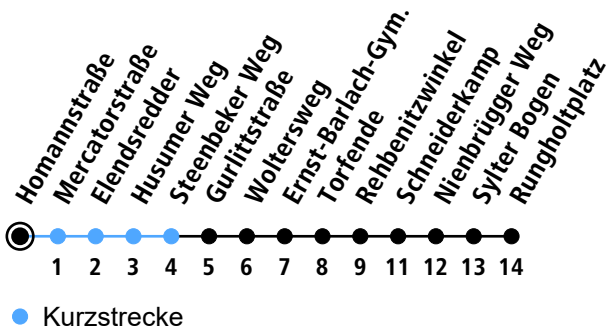 Homannstraße
Mercatorstraße
Elendsredder
Husumer Weg
Steenbeker Weg
Gurlittstraße
Woltersweg
Ernst-Barlach-Gym.
Torfende
Rehbenitzwinkel
Schneiderkamp
Nienbrügger Weg
Sylter Bogen
Rungholtplatz
1 2 3 4 5 6 7 8 9 11 12 13 14
Kurzstrecke